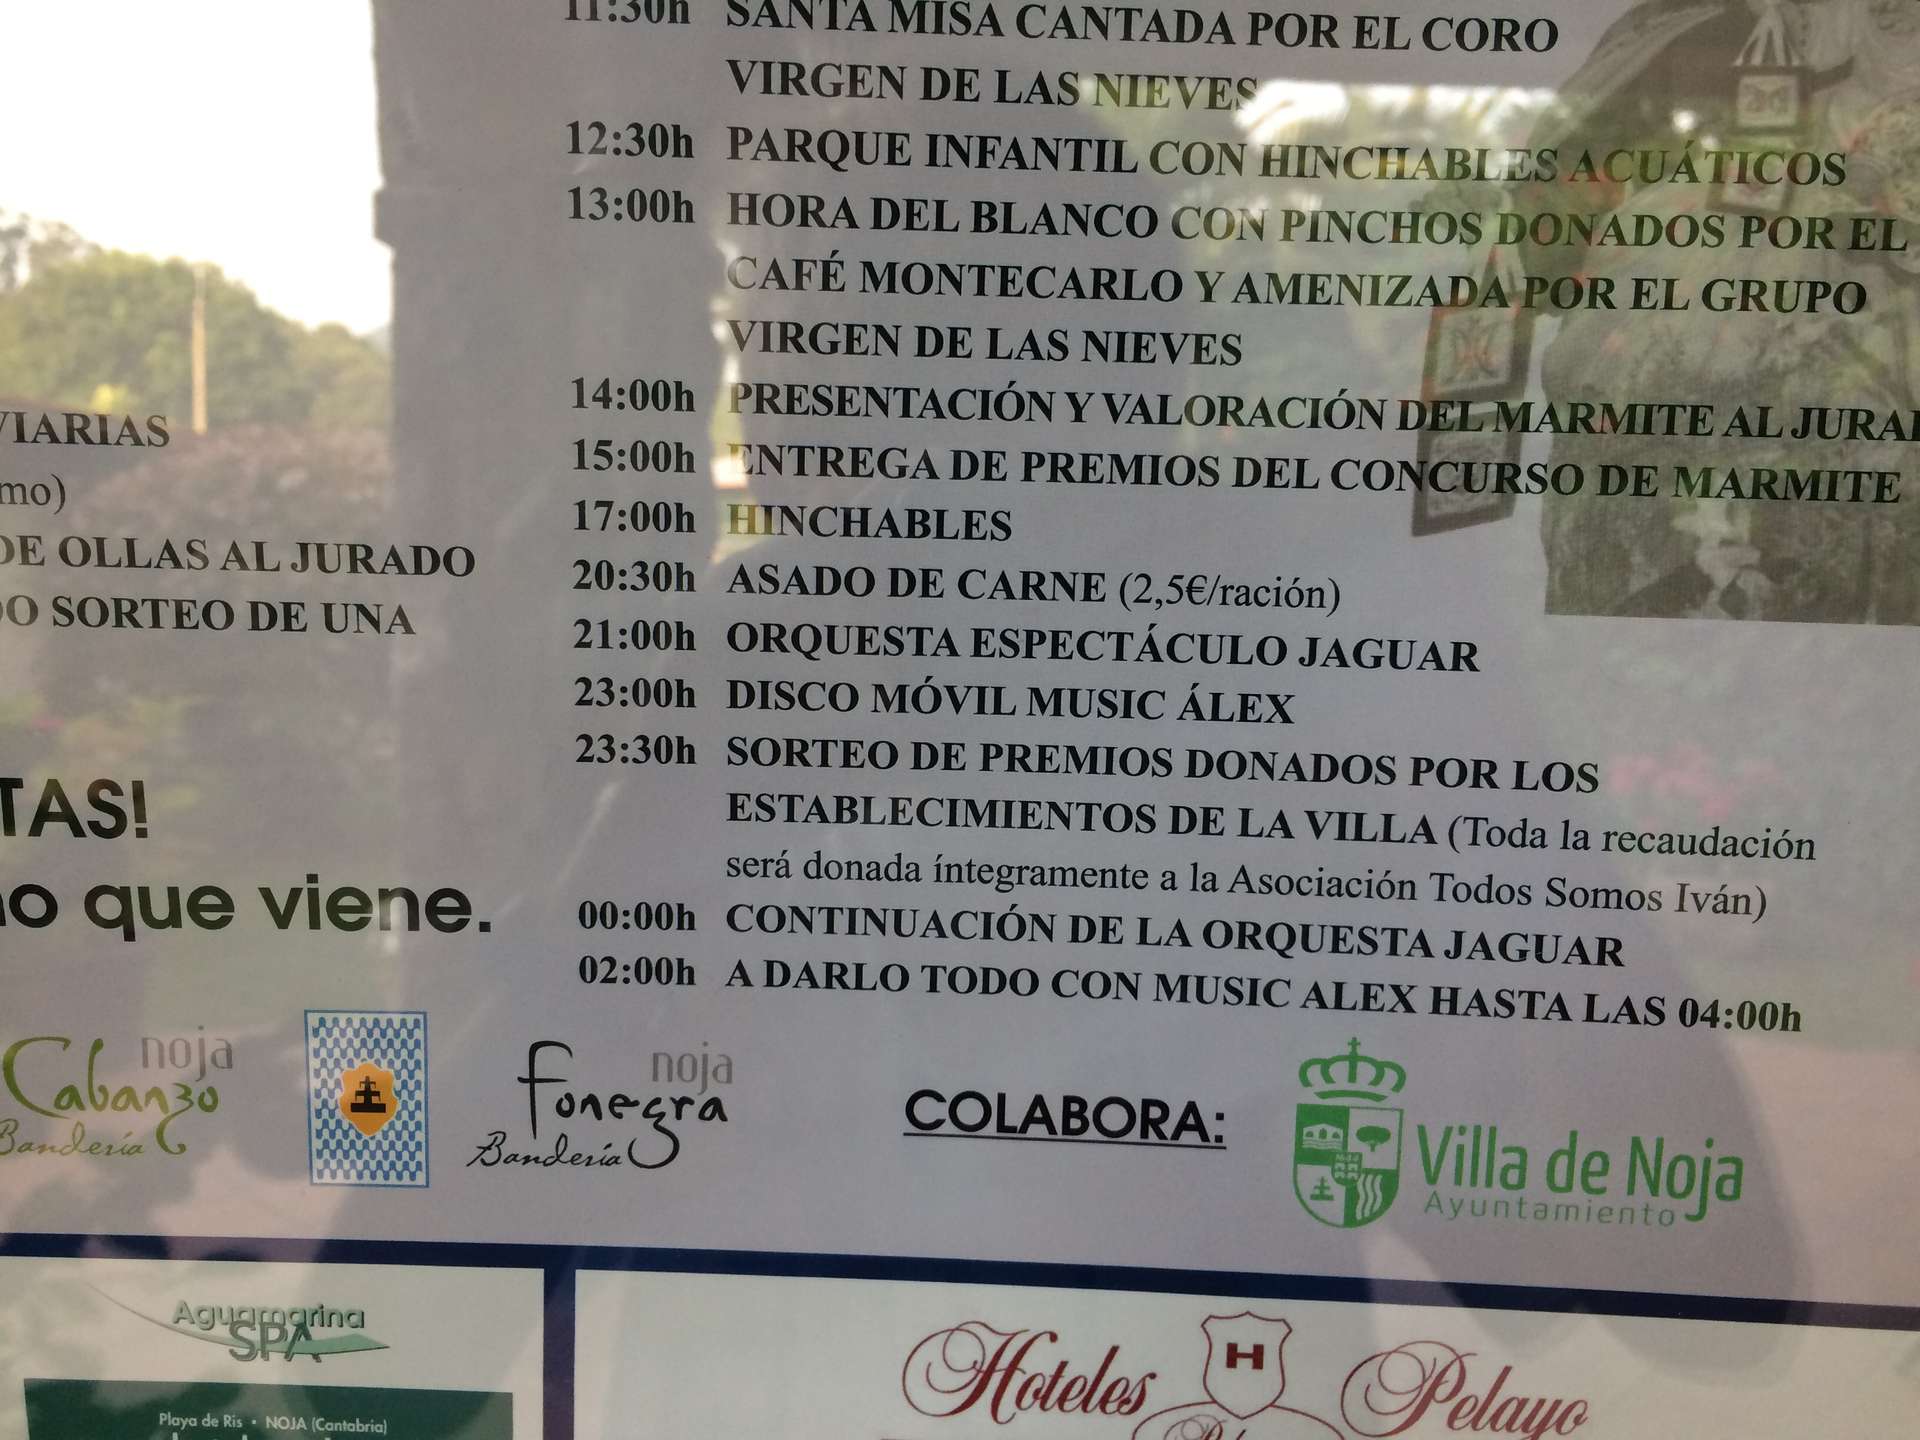 11:30h SANTA MISA CANTADA POR EL CORO
VIRGEN DE LAS NIEVES
12:30h PARQUE INFANTIL CON HINCHABLES ACUÁTICOS
13:00h HORA DEL BLANCO CON PINCHOS DONADOS POR EL
CAFÉ MONTECARLO Y AMENIZADA POR EL GRUPO
VIRGEN DE LAS NIEVES
14:00h PRESENTACIÓN Y VALORACIÓN DEL MARMITE AL JURA
15:00h ENTREGA DE PREMIOS DEL CONCURSO DE MARMITE
17:00h HINCHABLES
20:30h ASADO DE CARNE (2,5€/ración)
21:00h ORQUESTA ESPECTÁCULO JAGUAR
23:00h DISCO MÓVIL MUSIC ÁLEX
23:30h SORTEO DE PREMIOS DONADOS POR LOS
ESTABLECIMIENTOS DE LA VILLA (Toda la recaudación
será donada íntegramente a la Asociación Todos Somos Iván)
00:00h CONTINUACIÓN DE LA ORQUESTA JAGUAR
02:00h A DARLO TODO CON MUSIC ALEX HASTA LAS 04:00h
VIARIAS
mo)
DE OLLAS AL JURADO
O SORTEO DE UNA
TAS!
no que viene.
noja
Cabanzo
Bandería
noja
Fonegra
Bandería
COLABORA:
Villa de Noja
Ayuntamiento
Aguamarina
SPA
Playa de Ris • NOJA (Cantabria)
Hoteles H Pelayo